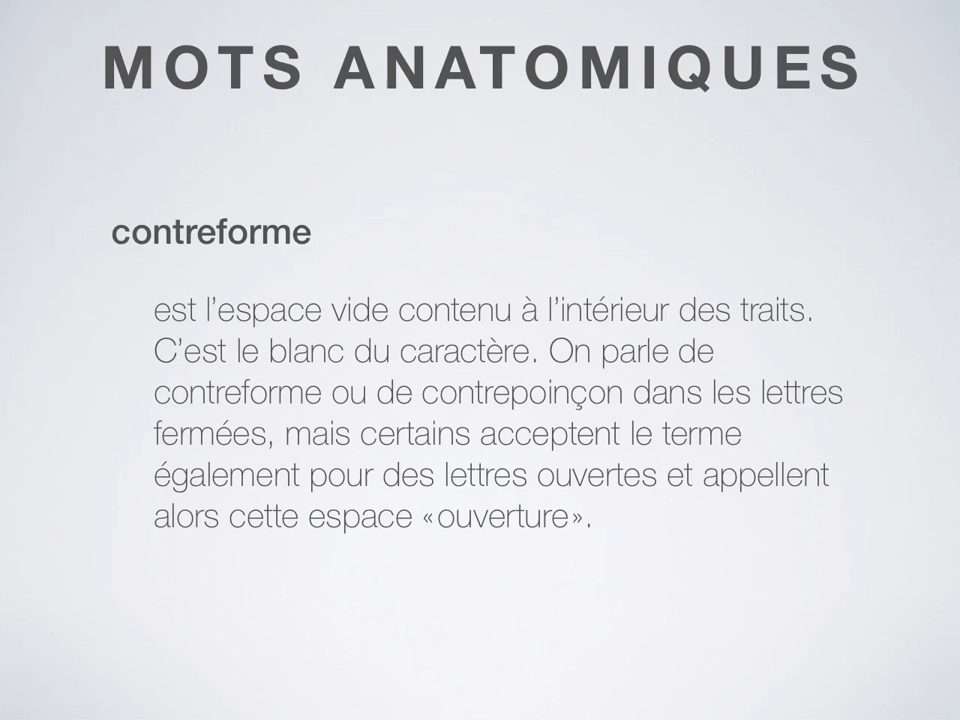 MOTS ANATOMIQUES
contreforme
est l’espace vide contenu à l’intérieur des traits.
C’est le blanc du caractère. On parle de
contreforme ou de contrepoinçon dans les lettres
fermées, mais certains acceptent le terme
également pour des lettres ouvertes et appellent
alors cette espace «ouverture».